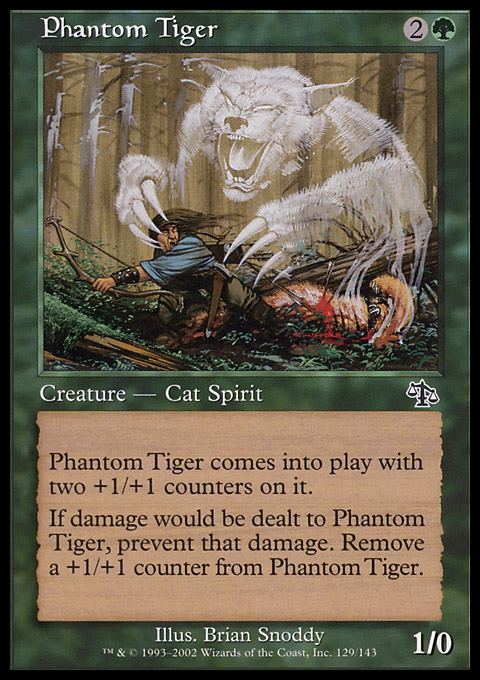 Phantom Tiger 2
Creature — Cat Spirit
Phantom Tiger comes into play with
two +1/+1 counters on it.
If damage would be dealt to Phantom
Tiger, prevent that damage. Remove
a +1/+1 counter from Phantom Tiger.
Illus. Brian Snoddy
™ & © 1993–2002 Wizards of the Coast, Inc. 129/143
1/0